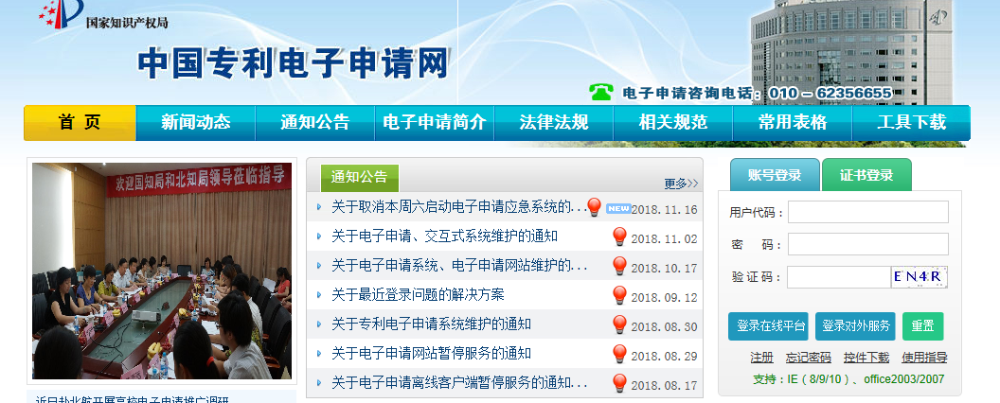 国家知识产权局
中国专利电子申请网
电子申请咨询电话：010－62356655
首 页 新闻动态 通知公告 电子申请简介 法律法规 相关规范 常用表格 工具下载
欢迎国知局和北知局领导莅临指导
近日赴北航开展高校电子申请推广调研
通知公告 更多>>
关于取消本周六启动电子申请应急系统的... NEW 2018.11.16
关于电子申请、交互式系统维护的通知 2018.11.02
关于电子申请系统、电子申请网站维护的... 2018.10.17
关于最近登录问题的解决方案 2018.09.12
关于专利电子申请系统维护的通知 2018.08.30
关于电子申请网站暂停服务的通知 2018.08.29
关于电子申请离线客户端暂停服务的通知... 2018.08.17
账号登录 证书登录
用户代码：
密 码：
验证码： EN4R
登录在线平台 登录对外服务 重置
注册 忘记密码 控件下载 使用指导
支持：IE（8/9/10）、office2003/2007